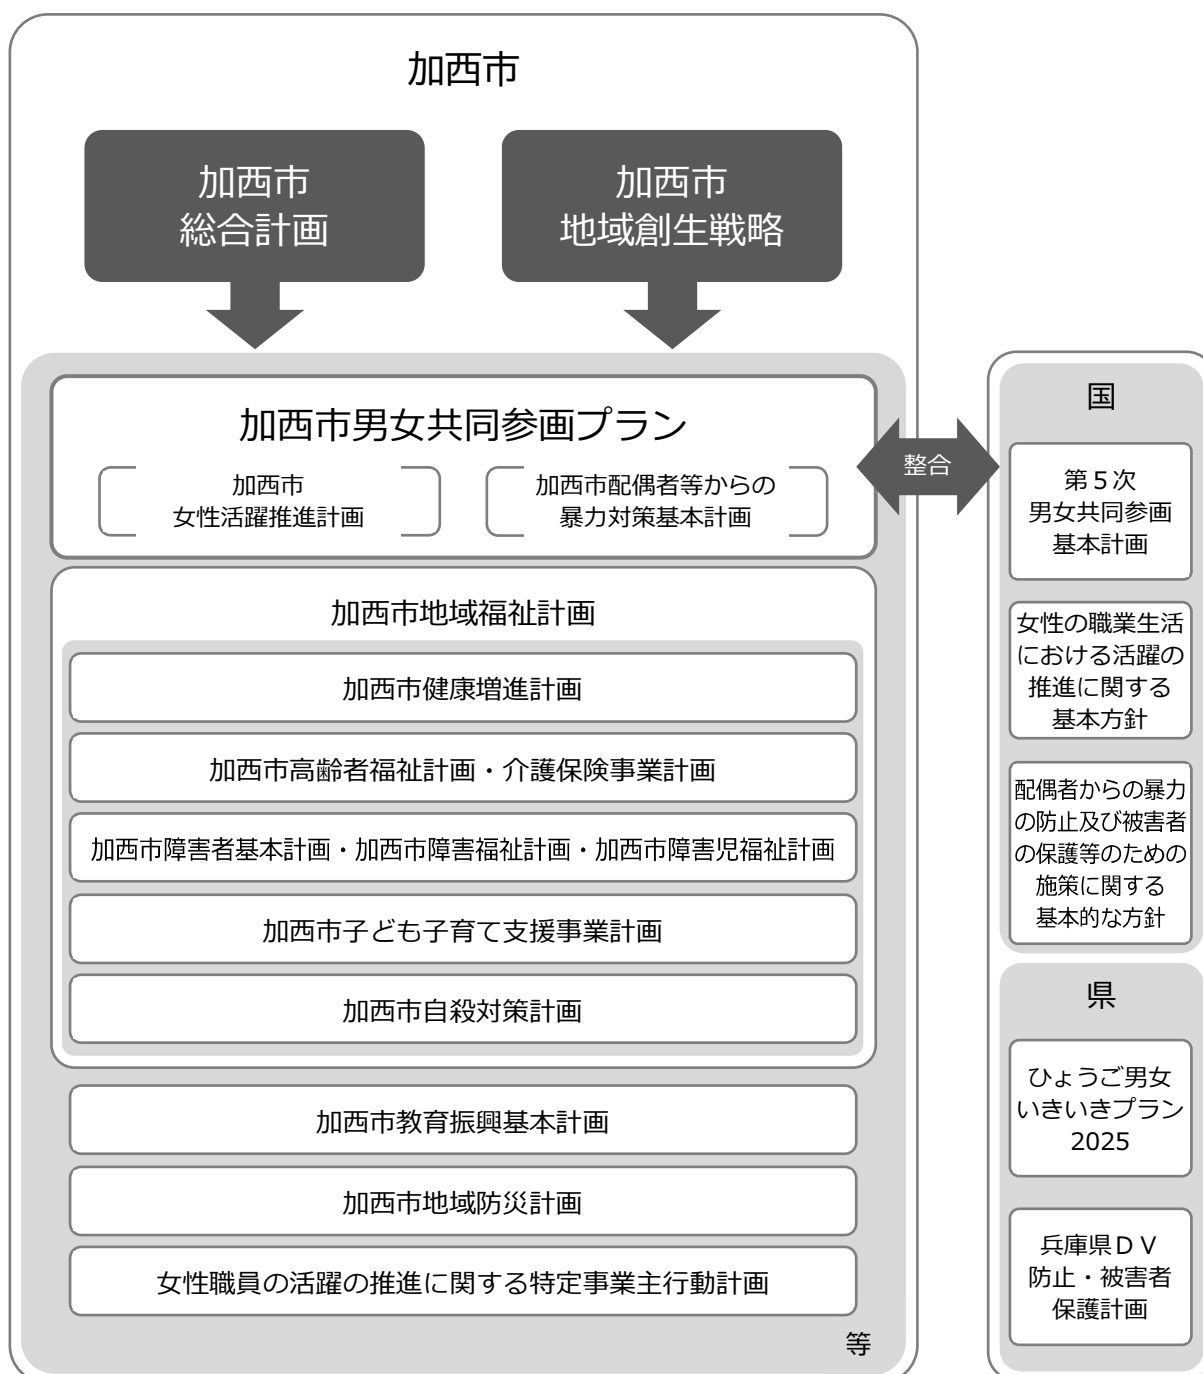 加西市
加西市
総合計画
加西市
地域創生戦略
加西市男女共同参画プラン
加西市
女性活躍推進計画
加西市配偶者等からの
暴力対策基本計画
整合
加西市地域福祉計画
加西市健康増進計画
加西市高齢者福祉計画・介護保険事業計画
加西市障害者基本計画・加西市障害福祉計画・加西市障害児福祉計画
加西市子ども子育て支援事業計画
加西市自殺対策計画
加西市教育振興基本計画
加西市地域防災計画
女性職員の活躍の推進に関する特定事業主行動計画
等
国
第５次
男女共同参画
基本計画
女性の職業生活
における活躍の
推進に関する
基本方針
配偶者からの暴力
の防止及び被害者
の保護等のための
施策に関する
基本的な方針
県
ひょうご男女
いきいきプラン
2025
兵庫県ＤＶ
防止・被害者
保護計画